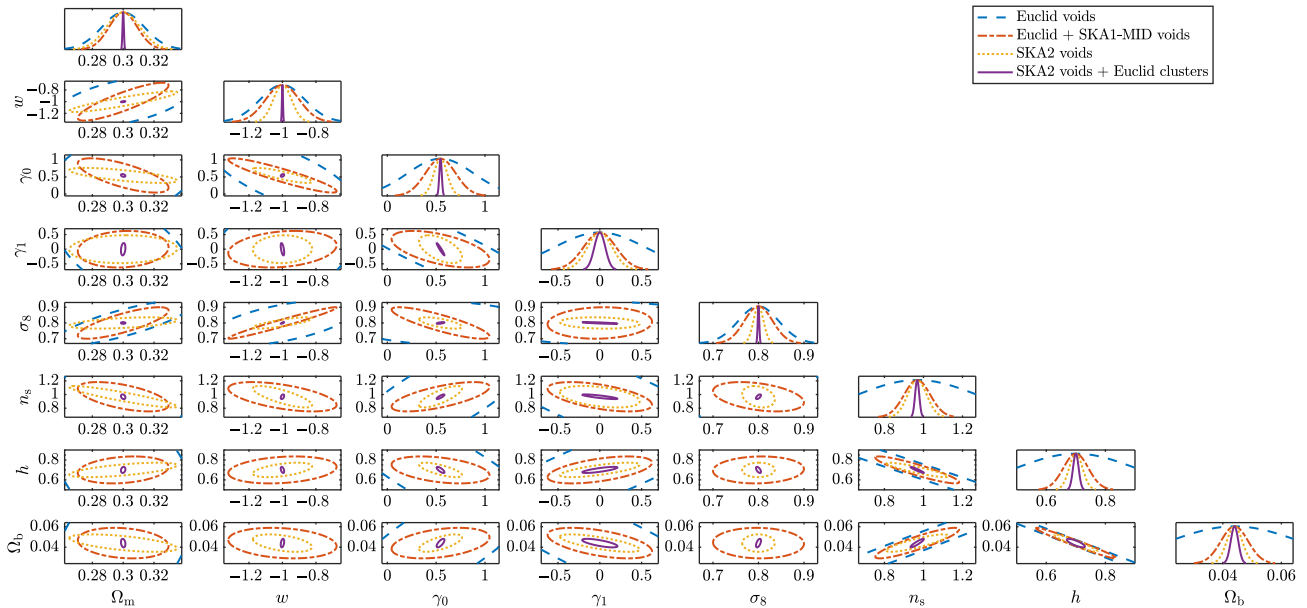 Euclid voids
Euclid + SKA1-MID voids
SKA2 voids
SKA2 voids + Euclid clusters
0.28 0.3 0.32
w
−0.8
−1
−1.2
0.28 0.3 0.32
−1.2 −1 −0.8
γ0
1
0.5
0
0.28 0.3 0.32
−1.2 −1 −0.8
0 0.5 1
γ1
0.5
0
−0.5
0.28 0.3 0.32
−1.2 −1 −0.8
0 0.5 1
−0.5 0 0.5
σ8
0.9
0.8
0.7
0.28 0.3 0.32
−1.2 −1 −0.8
0 0.5 1
−0.5 0 0.5
0.7 0.8 0.9
ns
1.2
1
0.8
0.28 0.3 0.32
−1.2 −1 −0.8
0 0.5 1
−0.5 0 0.5
0.7 0.8 0.9
0.8 1 1.2
h
0.8
0.6
0.28 0.3 0.32
−1.2 −1 −0.8
0 0.5 1
−0.5 0 0.5
0.7 0.8 0.9
0.8 1 1.2
0.6 0.8
Ωb
0.06
0.04
0.28 0.3 0.32
−1.2 −1 −0.8
0 0.5 1
−0.5 0 0.5
0.7 0.8 0.9
0.8 1 1.2
0.6 0.8
0.04 0.06
Ωm w γ0 γ1 σ8 ns h Ωb